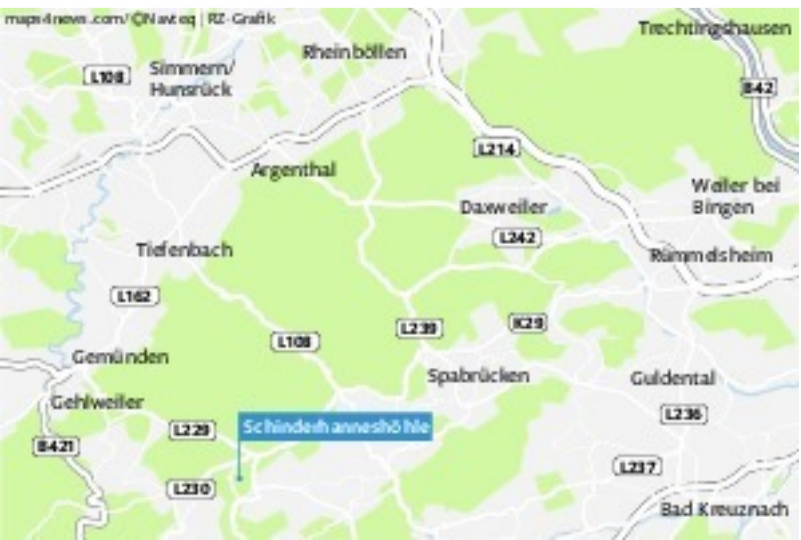 maps4news.com/©Navteq | RZ-Grafik
Trechtingshausen
Rheinböllen
L108
Simmern/
Hunsrück
B42
L214
Argenthal
Weiler bei
Bingen
Daxweiler
L242
Tiefenbach
Rümmelsheim
L162
L239
K29
L108
Gemünden
Spabrücken
Guldental
Gehlweiler
L236
L229
Schinderhanneshöhle
B421
L237
L230
Bad Kreuznach